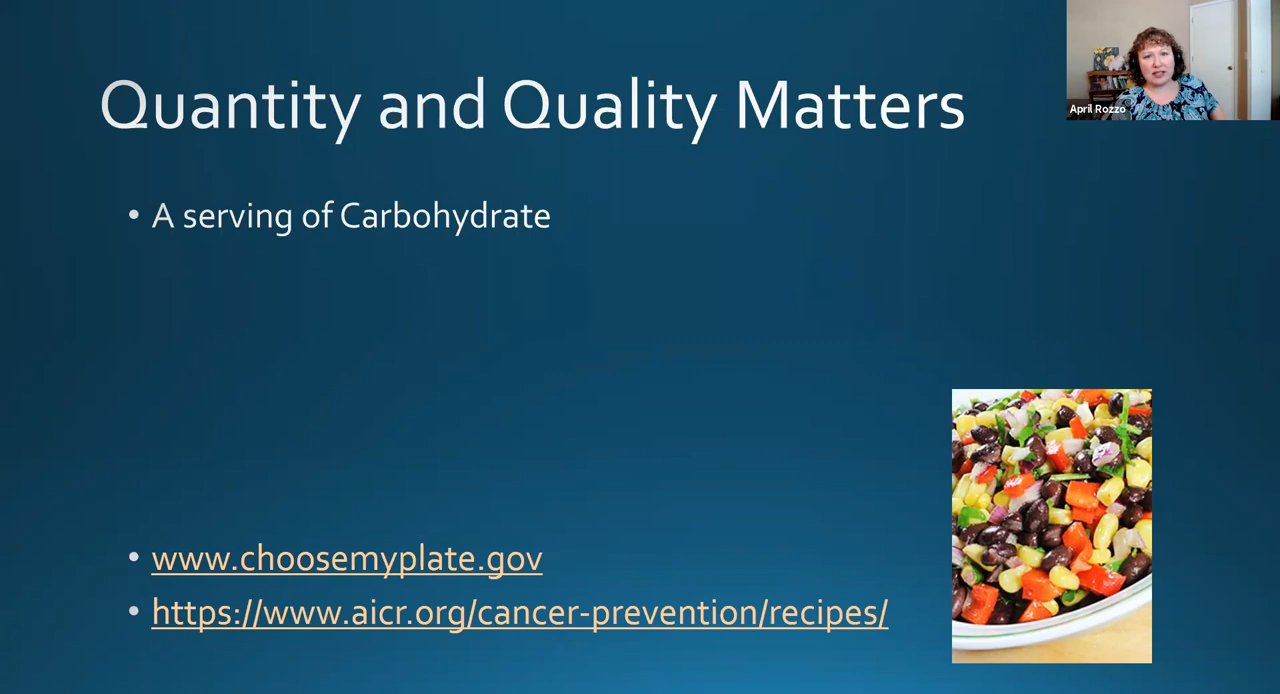 Quantity and Quality Matters
April Rozzo
• A serving of Carbohydrate
• www.choosemyplate.gov
• https://www.aicr.org/cancer-prevention/recipes/